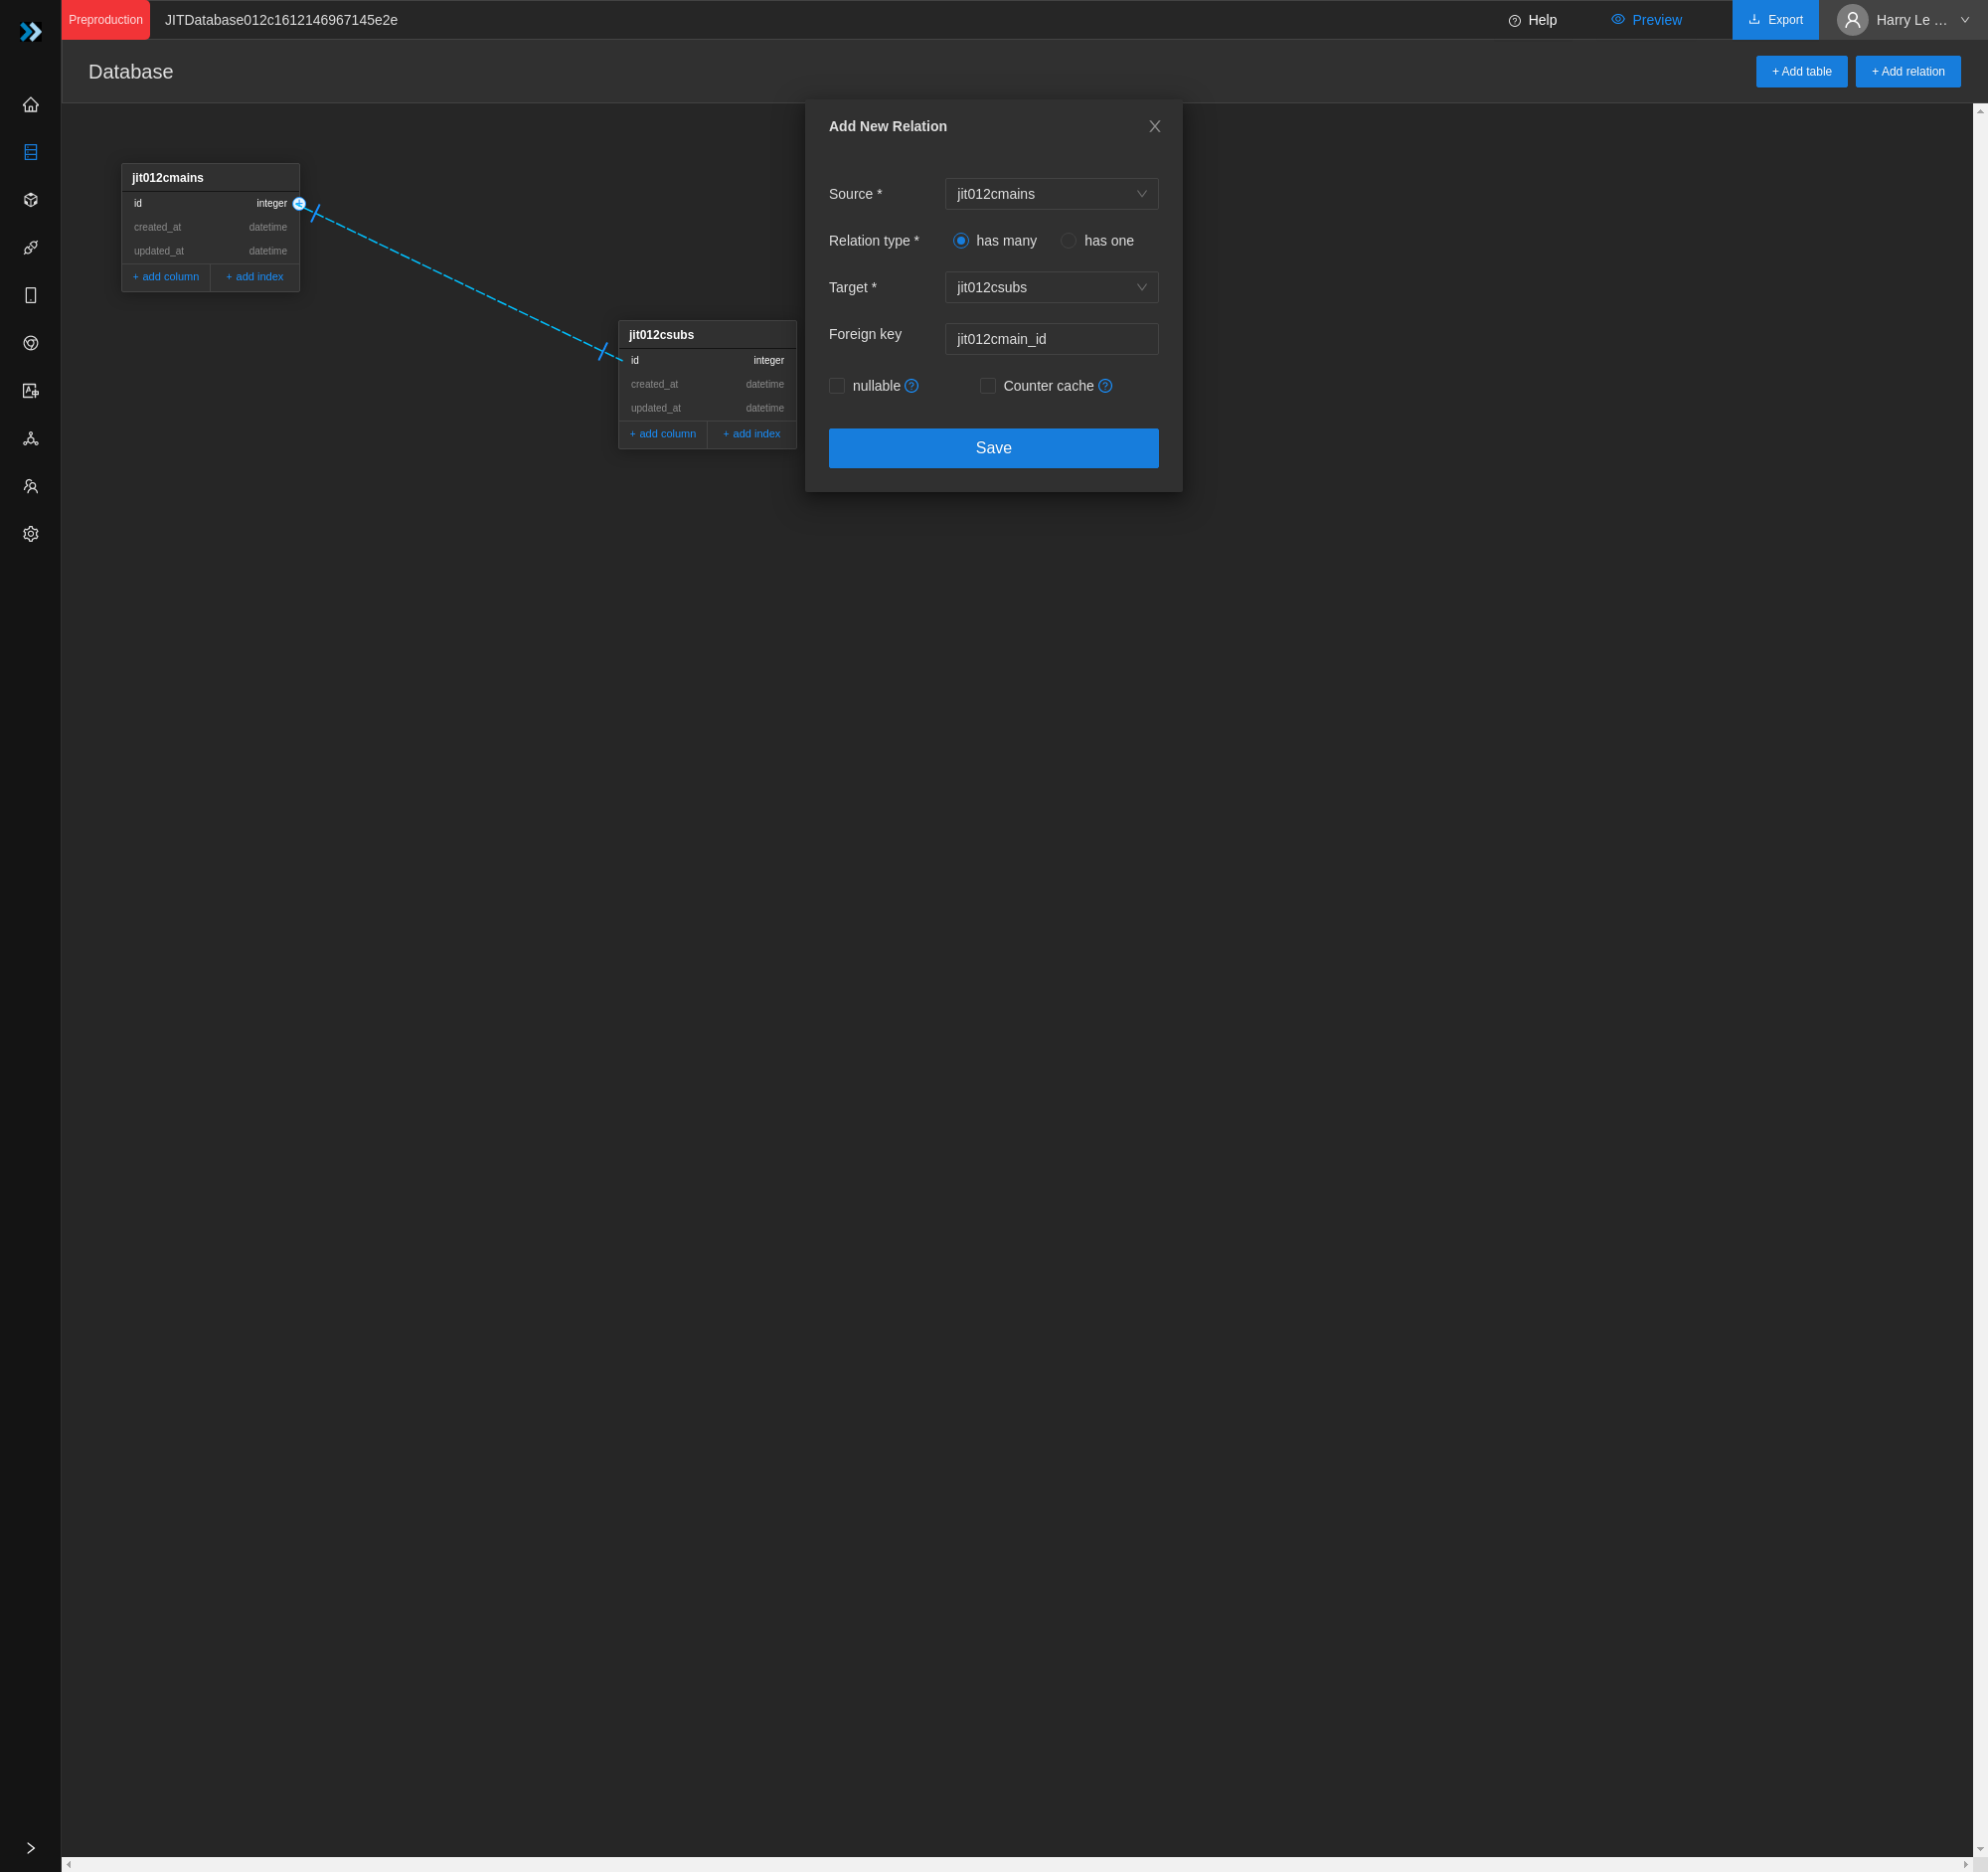 Preproduction JITDatabase012c1612146967145e2e Help Preview Export Harry Le ...
Database + Add table + Add relation
jit012cmains
id integer
created_at datetime
updated_at datetime
+ add column + add index
jit012csubs
id integer
created_at datetime
updated_at datetime
+ add column + add index
Add New Relation
Source * jit012cmains
Relation type * has many has one
Target * jit012csubs
Foreign key jit012cmain_id
nullable Counter cache
Save